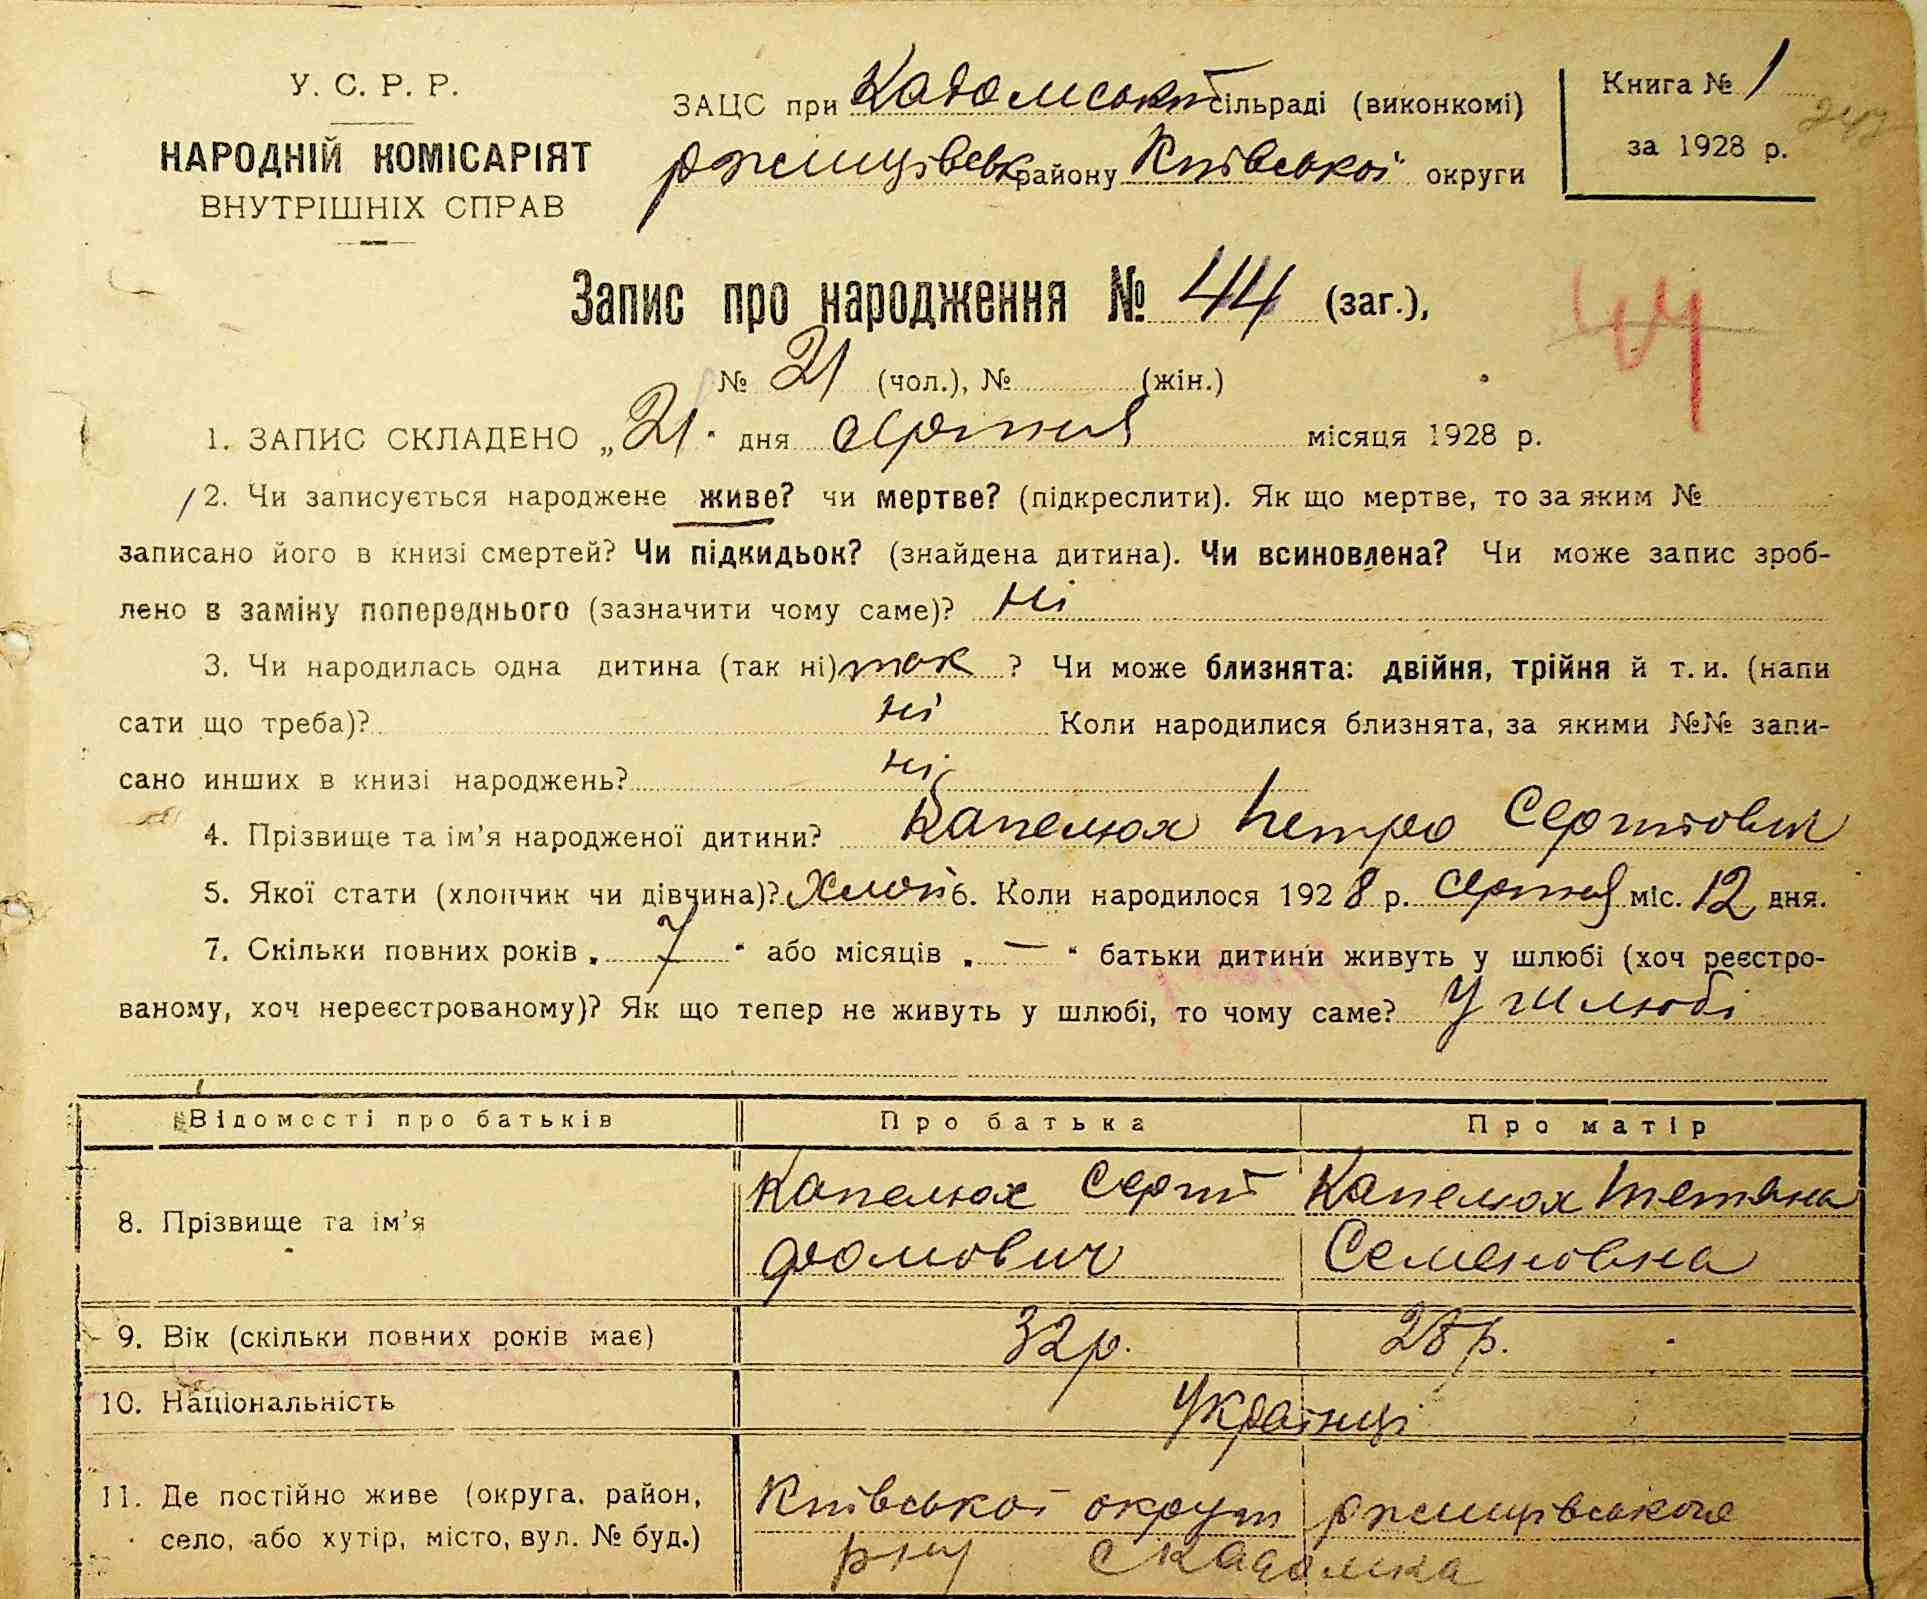 У. С. Р. Р.
НАРОДНІЙ КОМІСАРІЯТ
ВНУТРІШНІХ СПРАВ
ЗАЦС при Кадомській сільраді (виконкомі)
Ржищівськ району Київської округи
Книга № 1
за 1928 р.
Запис про народження № 44 (заг.),
44
№ 21 (чол.), № (жін.)
1. ЗАПИС СКЛАДЕНО „21" дня серпня місяця 1928 р.
2. Чи записується народжене живе? чи мертве? (підкреслити). Як що мертве, то за яким №
записано його в книзі смертей? Чи підкидьок? (знайдена дитина). Чи всиновлена? Чи може запис зроб-
лено в заміну попереднього (зазначити чому саме)? Ні
3. Чи народилась одна дитина (так ні) так ? Чи може близнята: двійня, трійня й т. и. (напи
сати що треба)? ні Коли народилися близнята, за якими №№ запи-
сано инших в книзі народжень? ні
4. Прізвище та ім’я народженої дитини? Капелюх Петро Сергійович
5. Якої стати (хлопчик чи дівчина)? Хлоп 6. Коли народилося 1928 р. серпня міс. 12 дня.
7. Скільки повних років „ 7 " або місяців „ — " батьки дитини живуть у шлюбі (хоч реєстро-
ваному, хоч нереєстрованому)? Як що тепер не живуть у шлюбі, то чому саме? У шлюбі
Відомості про батьків Про батька Про матір
8. Прізвище та ім’я Капелюх Сергій Капелюх Тетяна
Фомович Семеновна
9. Вік (скільки повних років має) 32 р. 28 р.
10. Національність Українці
11. Де постійно живе (округа, район, Київської округи Ржищівського
село, або хутір, місто, вул. № буд.) рну с Кадомка